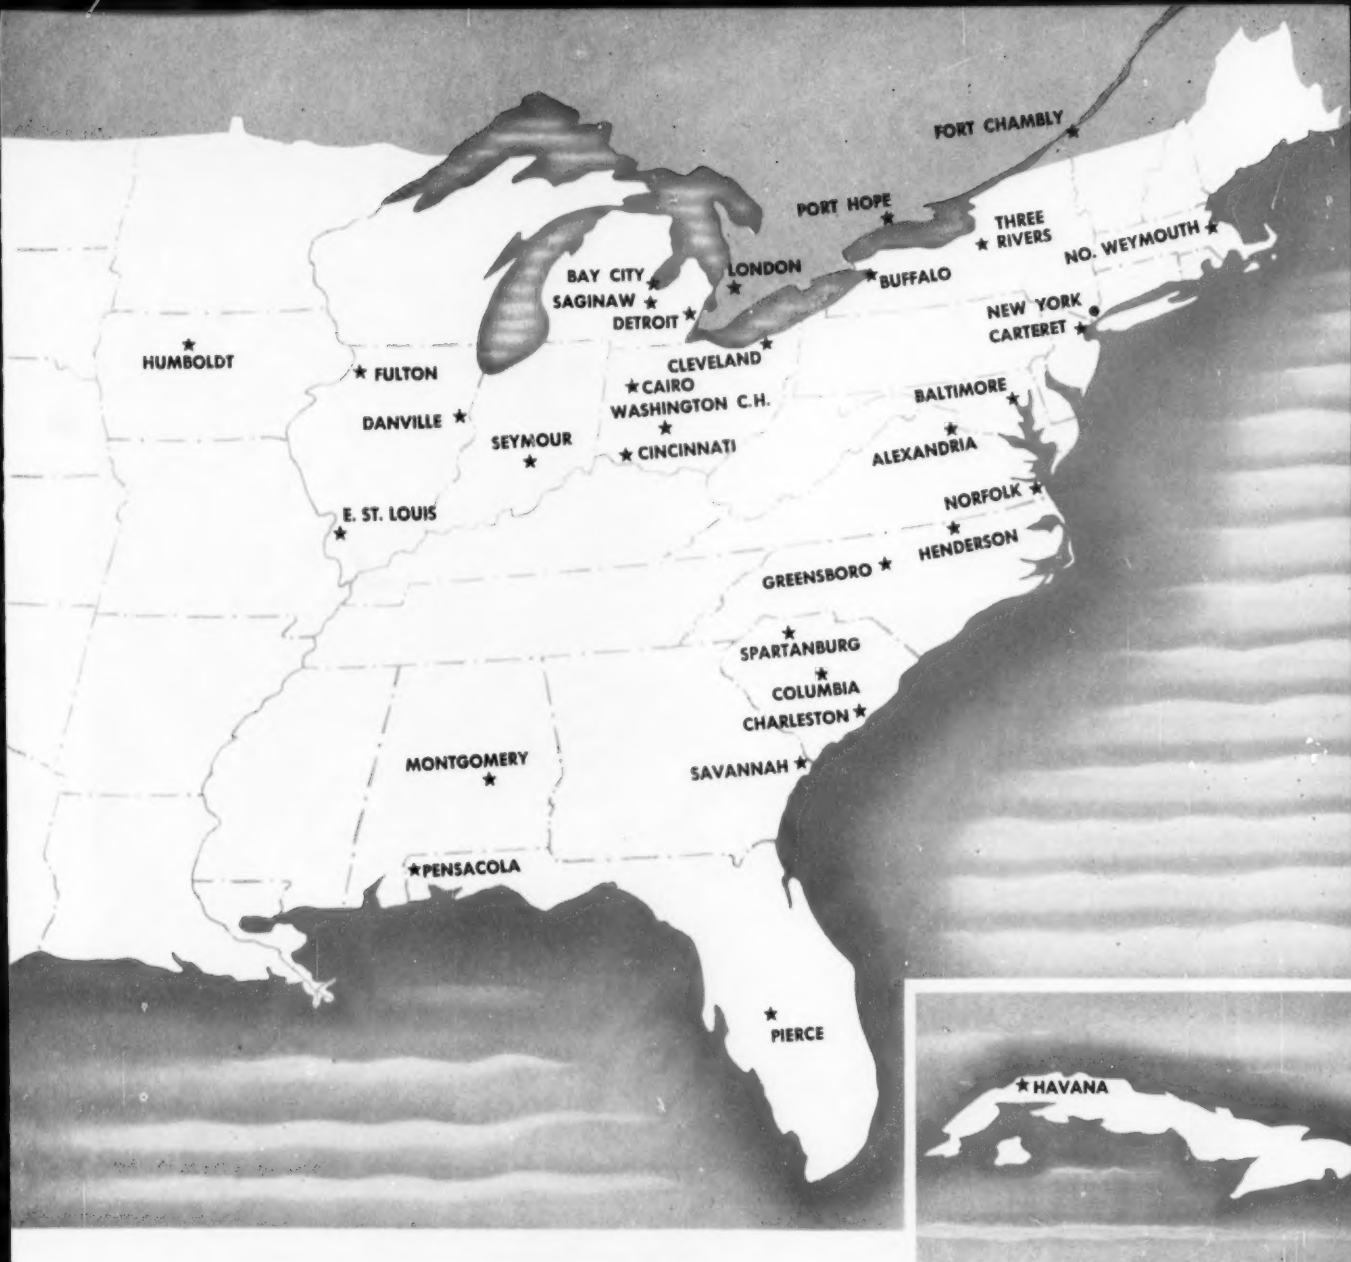 FORT CHAMBLY
PORT HOPE
THREE
RIVERS
NO. WEYMOUTH
BAY CITY
LONDON
BUFFALO
SAGINAW
DETROIT
NEW YORK
CARTERET
HUMBOLDT
FULTON
CLEVELAND
CAIRO
BALTIMORE
WASHINGTON C.H.
DANVILLE
SEYMOUR
CINCINNATI
ALEXANDRIA
NORFOLK
E. ST. LOUIS
HENDERSON
GREENSBORO
SPARTANBURG
COLUMBIA
CHARLESTON
MONTGOMERY
SAVANNAH
PENSACOLA
PIERCE
HAVANA